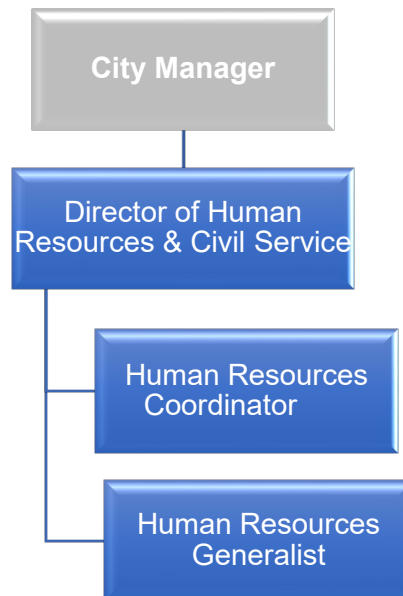 City Manager
Director of Human
Resources & Civil Service
Human Resources
Coordinator
Human Resources
Generalist